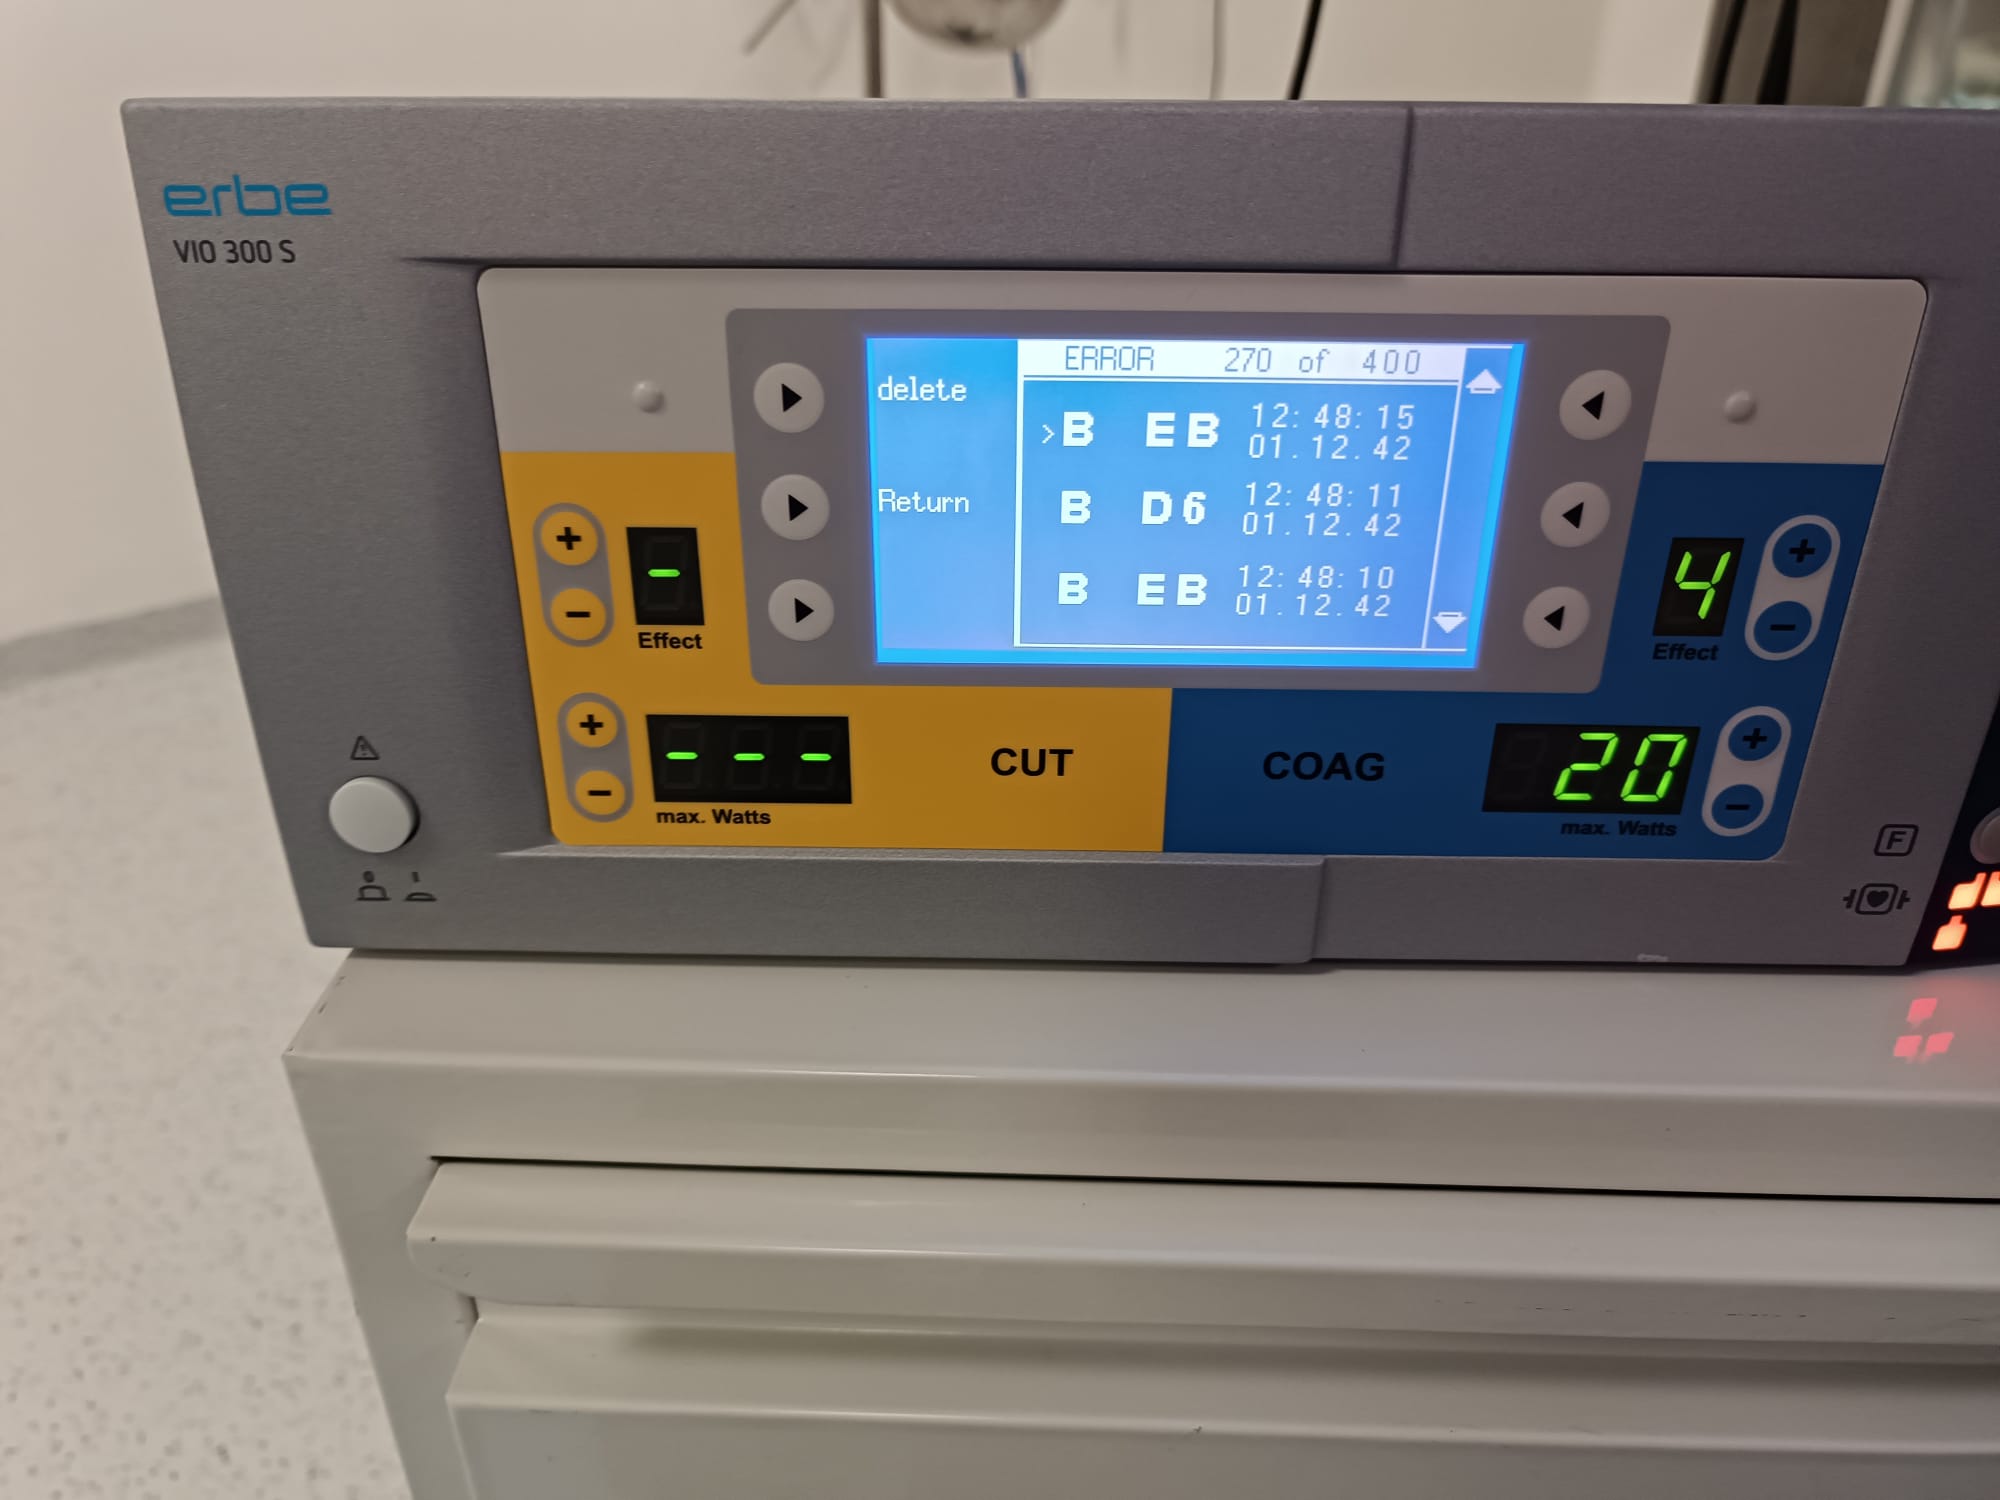 erbe
VIO 300 S
ERROR 270 of 400
delete
>B EB 12:48:15
01.12.42
Return
B D6 12:48:11
01.12.42
B EB 12:48:10
01.12.42
+
-
-
Effect
4
+
-
Effect
+
-
- - -
max. Watts
CUT
COAG
20
max. Watts
+
-
F